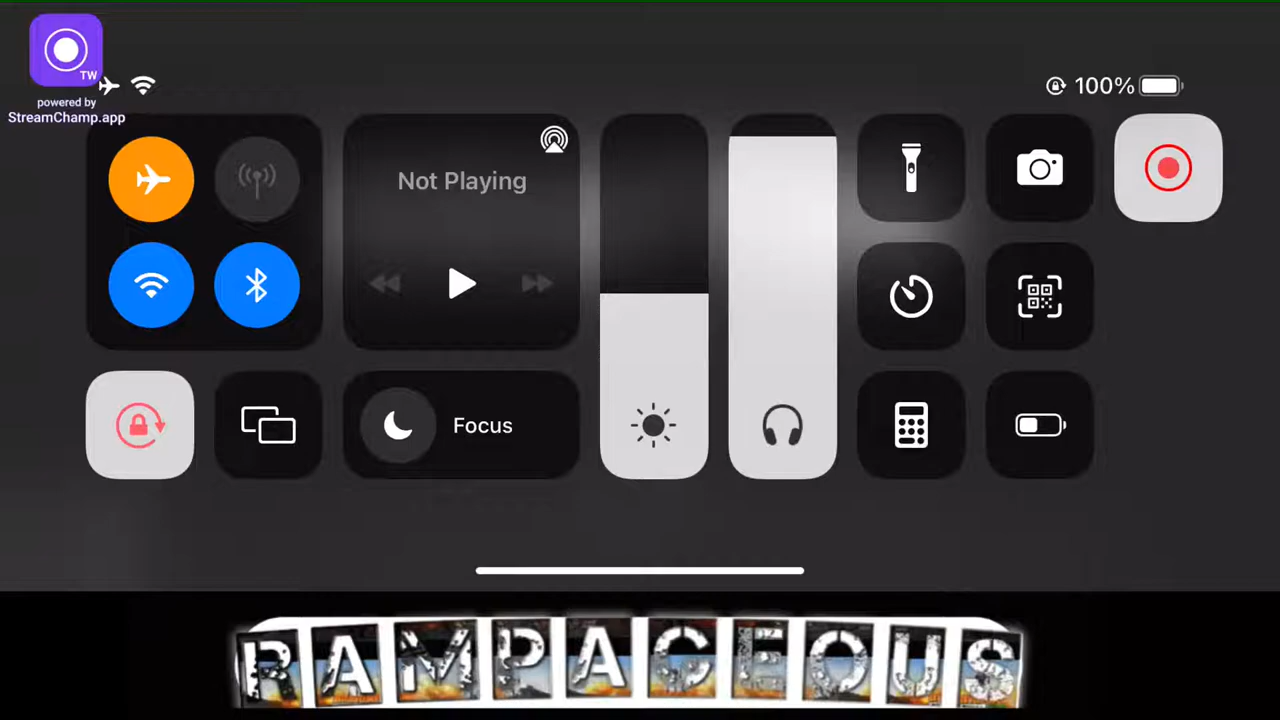 TW
powered by
StreamChamp.app
100%
Not Playing
Focus
RAMPACEOUS